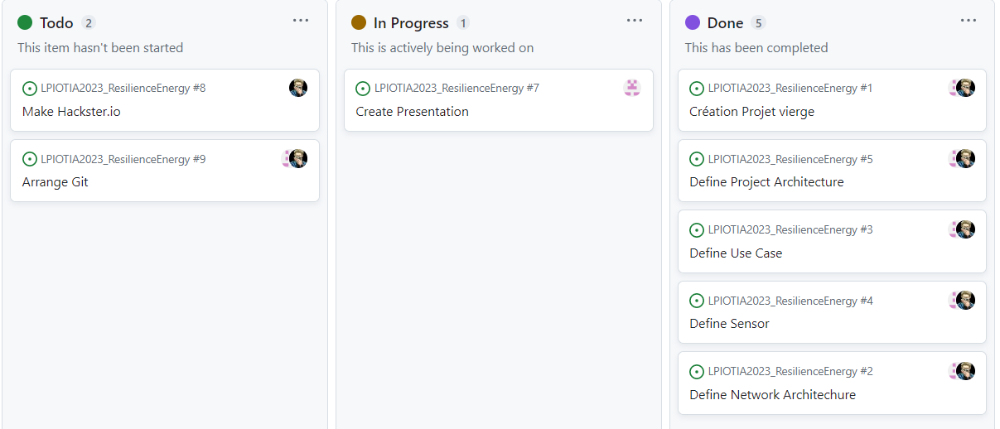 Todo 2
This item hasn't been started
LPIOTIA2023_ResilienceEnergy #8
Make Hackster.io
LPIOTIA2023_ResilienceEnergy #9
Arrange Git
In Progress 1
This is actively being worked on
LPIOTIA2023_ResilienceEnergy #7
Create Presentation
Done 5
This has been completed
LPIOTIA2023_ResilienceEnergy #1
Création Projet vierge
LPIOTIA2023_ResilienceEnergy #5
Define Project Architecture
LPIOTIA2023_ResilienceEnergy #3
Define Use Case
LPIOTIA2023_ResilienceEnergy #4
Define Sensor
LPIOTIA2023_ResilienceEnergy #2
Define Network Architechure